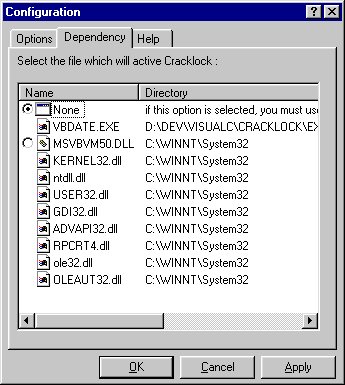 Configuration
Options Dependency Help
Select the file which will active Cracklock :
Name Directory
None if this option is selected, you must use
VBDATE.EXE D:\DEV\VISUALC\CRACKLOCK\EX
MSVBVM50.DLL C:\WINNT\System32
KERNEL32.dll C:\WINNT\System32
ntdll.dll C:\WINNT\System32
USER32.dll C:\WINNT\System32
GDI32.dll C:\WINNT\System32
ADVAPI32.dll C:\WINNT\System32
RPCRT4.dll C:\WINNT\System32
ole32.dll C:\WINNT\System32
OLEAUT32.dll C:\WINNT\System32
OK Cancel Apply